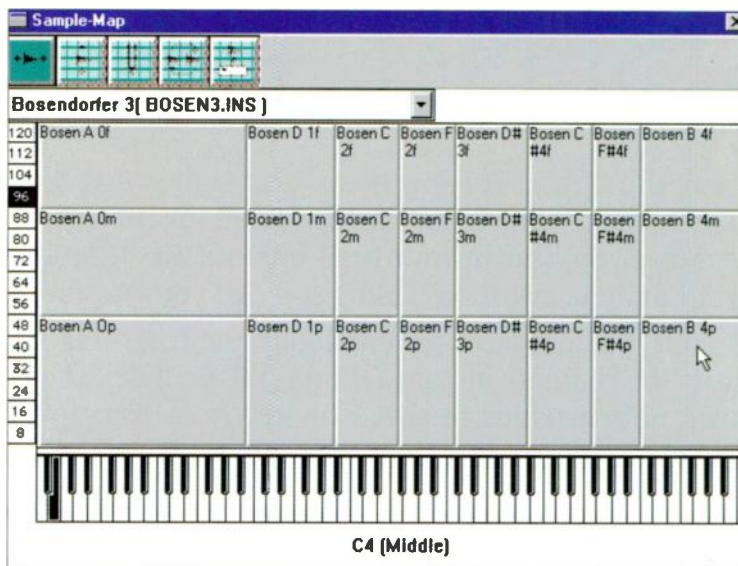 Sample-Map
Bosendorfer 3( BOSEN3.INS )
120
112
104
96
88
80
72
64
56
48
40
32
24
16
8
Bosen A 0f
Bosen D 1f
Bosen C
2f
Bosen F
2f
Bosen D#
3f
Bosen C
#4f
Bosen
F#4f
Bosen B 4f
Bosen A 0m
Bosen D 1m
Bosen C
2m
Bosen F
2m
Bosen D#
3m
Bosen C
#4m
Bosen
F#4m
Bosen B 4m
Bosen A 0p
Bosen D 1p
Bosen C
2p
Bosen F
2p
Bosen D#
3p
Bosen C
#4p
Bosen
F#4p
Bosen B 4p
C4 (Middle)